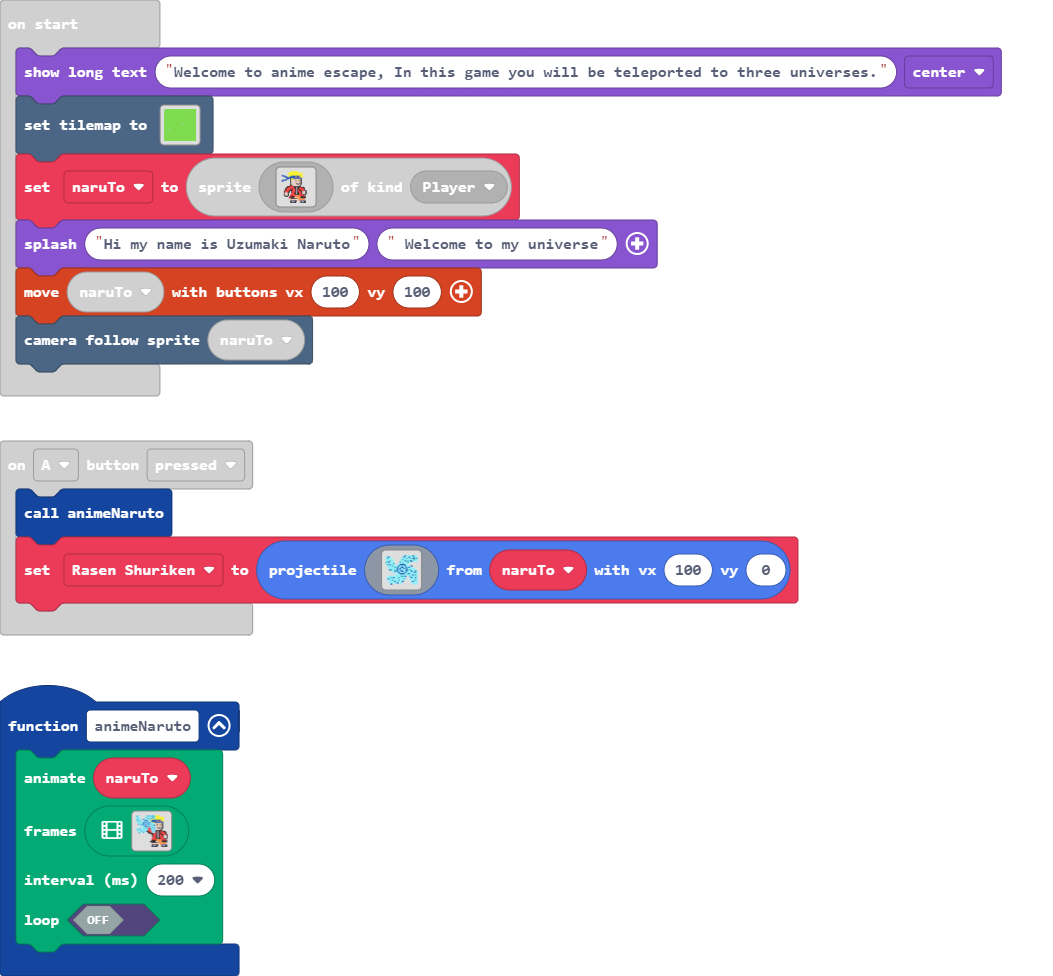 on start
show long text "Welcome to anime escape, In this game you will be teleported to three universes." center
set tilemap to
set naruTo to sprite of kind Player
splash "Hi my name is Uzumaki Naruto" " Welcome to my universe"
move naruTo with buttons vx 100 vy 100
camera follow sprite naruTo
on A button pressed
call animeNaruto
set Rasen Shuriken to projectile from naruTo with vx 100 vy 0
function animeNaruto
animate naruTo
frames
interval (ms) 200
loop OFF